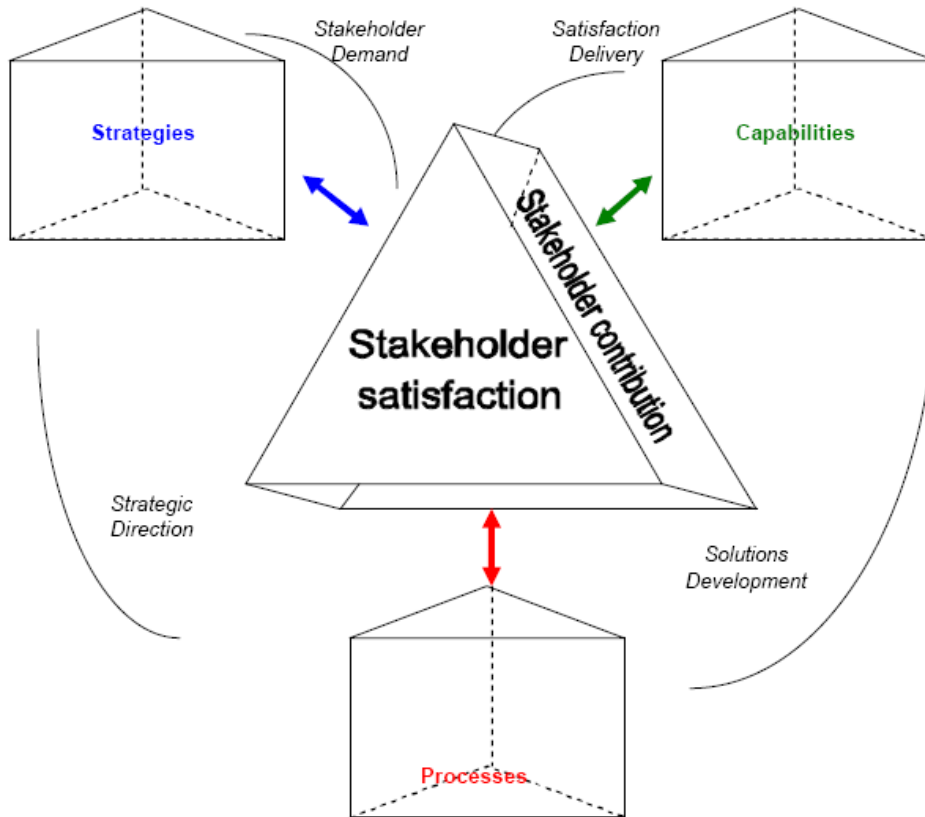 Stakeholder
Demand
Satisfaction
Delivery
Strategies
Capabilities
Stakeholder contribution
Stakeholder
satisfaction
Strategic
Direction
Solutions
Development
Processes